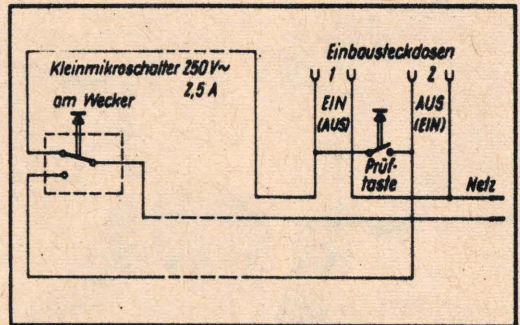 Kleinmikroschalter 250 V~
2,5 A
am Wecker
Einbausteckdosen
1 2
EIN
(AUS)
AUS
(EIN)
Prüf-
taste
Netz